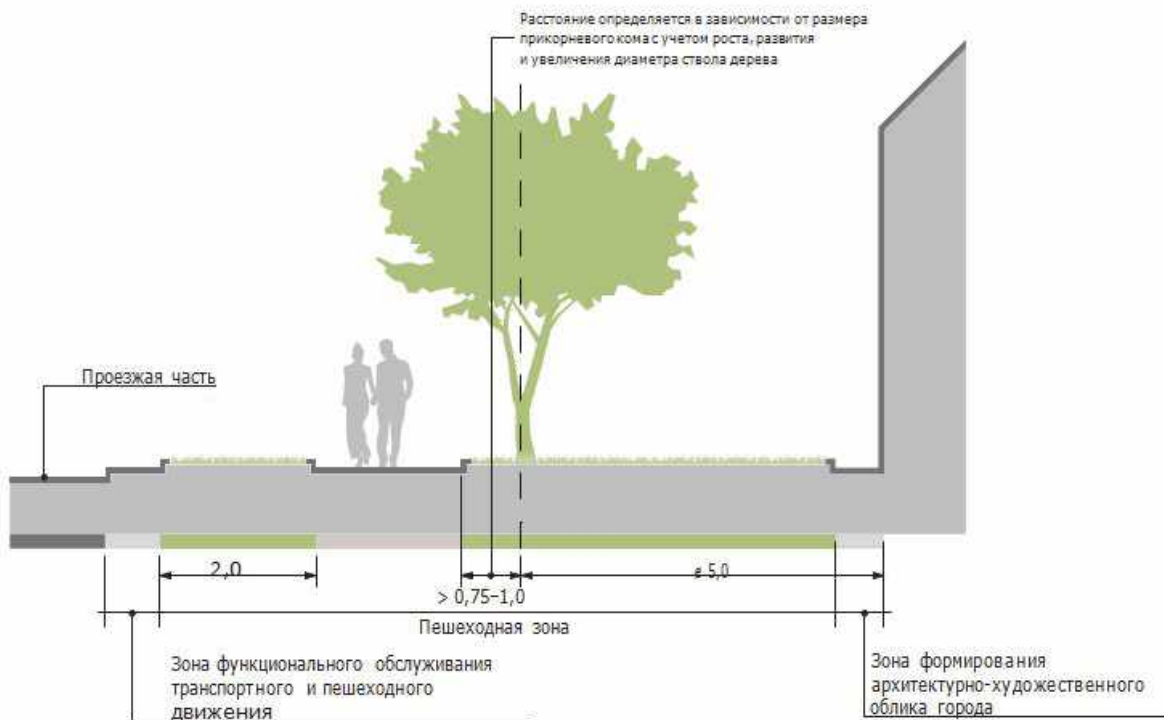 Расстояние определяется в зависимости от размера
прикорневого кома с учетом роста, развития
и увеличения диаметра ствола дерева
Проезжая часть
2,0
> 0,75–1,0
5,0
Пешеходная зона
Зона функционального обслуживания
транспортного и пешеходного
движения
Зона формирования
архитектурно-художественного
облика города